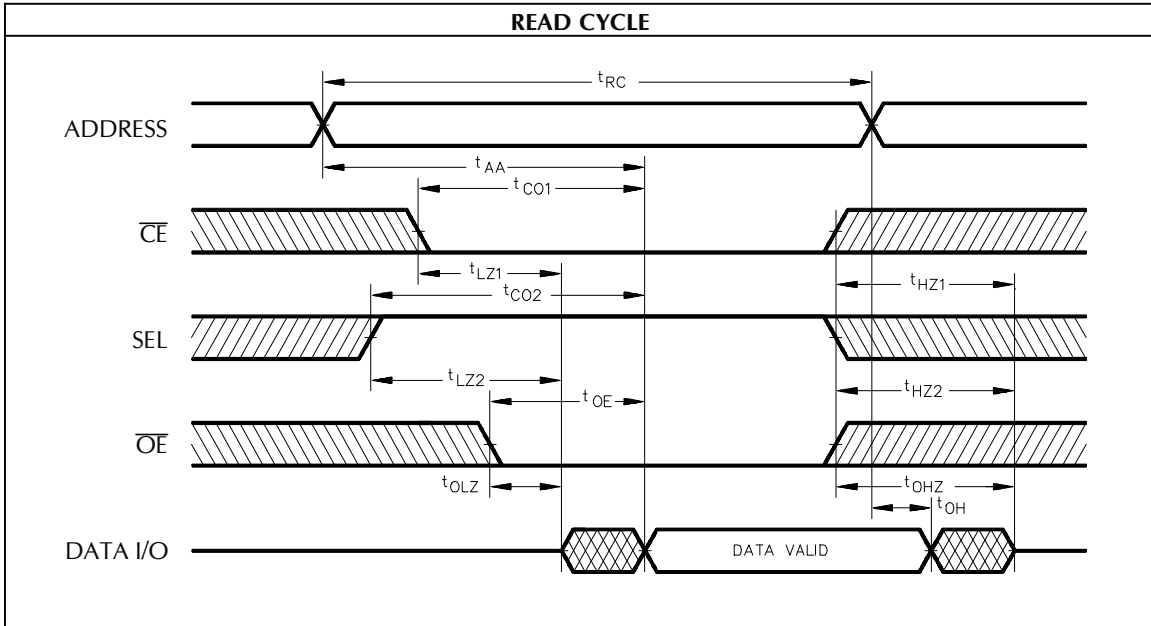 READ CYCLE
tRC
ADDRESS
tAA
tCO1
CE
tLZ1
tHZ1
tCO2
SEL
tLZ2
tHZ2
tOE
OE
tOLZ
tOHZ
tOH
DATA I/O
DATA VALID